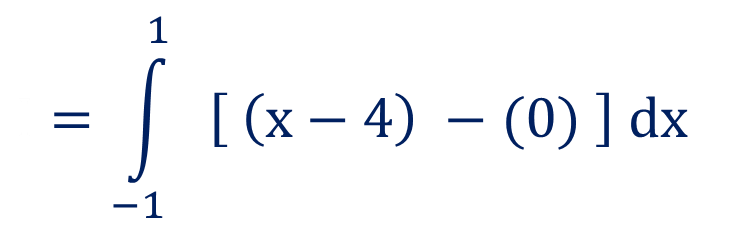 1
= ∫ [ (x − 4) − (0) ] dx
−1